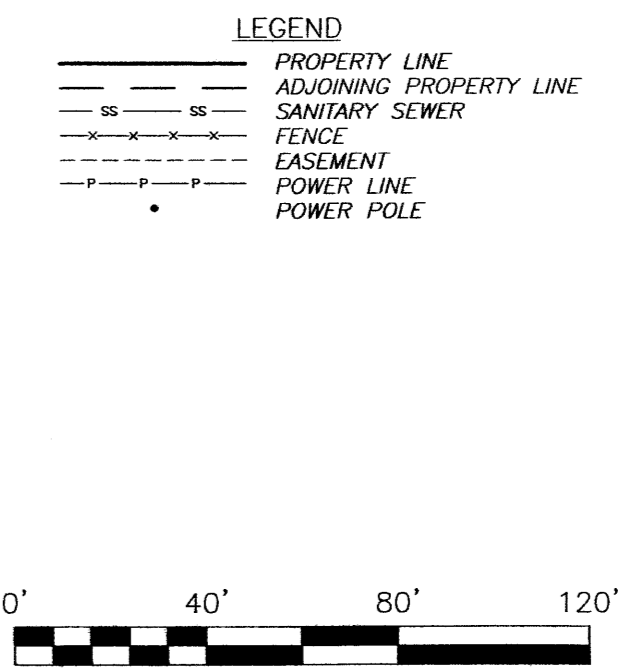 LEGEND
PROPERTY LINE
ADJOINING PROPERTY LINE
SS SS SANITARY SEWER
x x x x FENCE
EASEMENT
P P P POWER LINE
POWER POLE
0' 40' 80' 120'